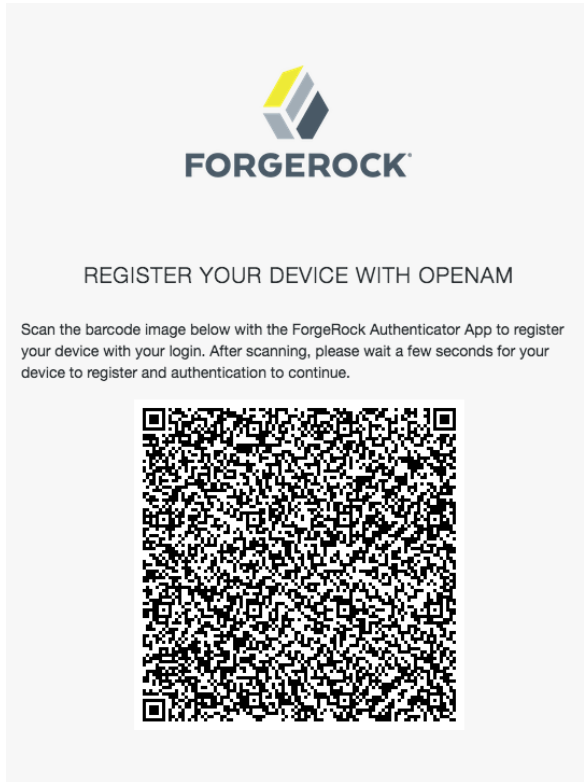 FORGEROCK
REGISTER YOUR DEVICE WITH OPENAM
Scan the barcode image below with the ForgeRock Authenticator App to register
your device with your login. After scanning, please wait a few seconds for your
device to register and authentication to continue.